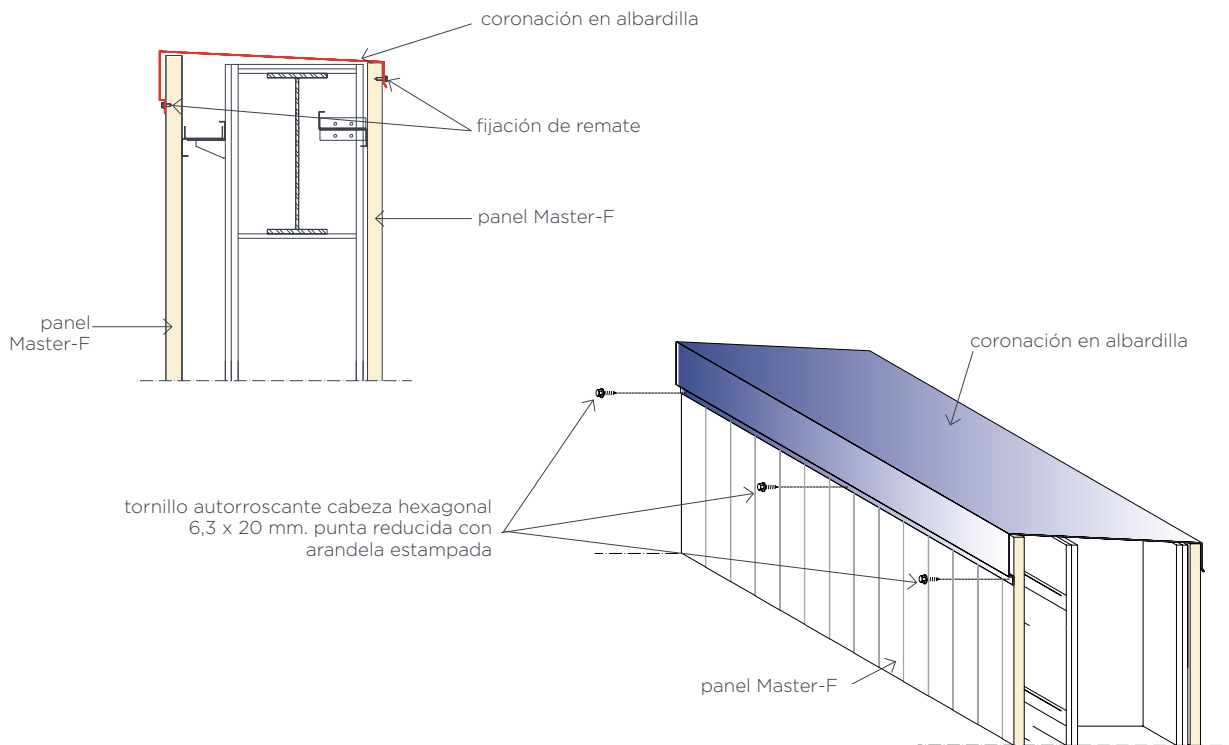 coronación en albardilla
fijación de remate
panel Master-F
panel
Master-F
coronación en albardilla
tornillo autorroscante cabeza hexagonal
6,3 x 20 mm. punta reducida con
arandela estampada
panel Master-F